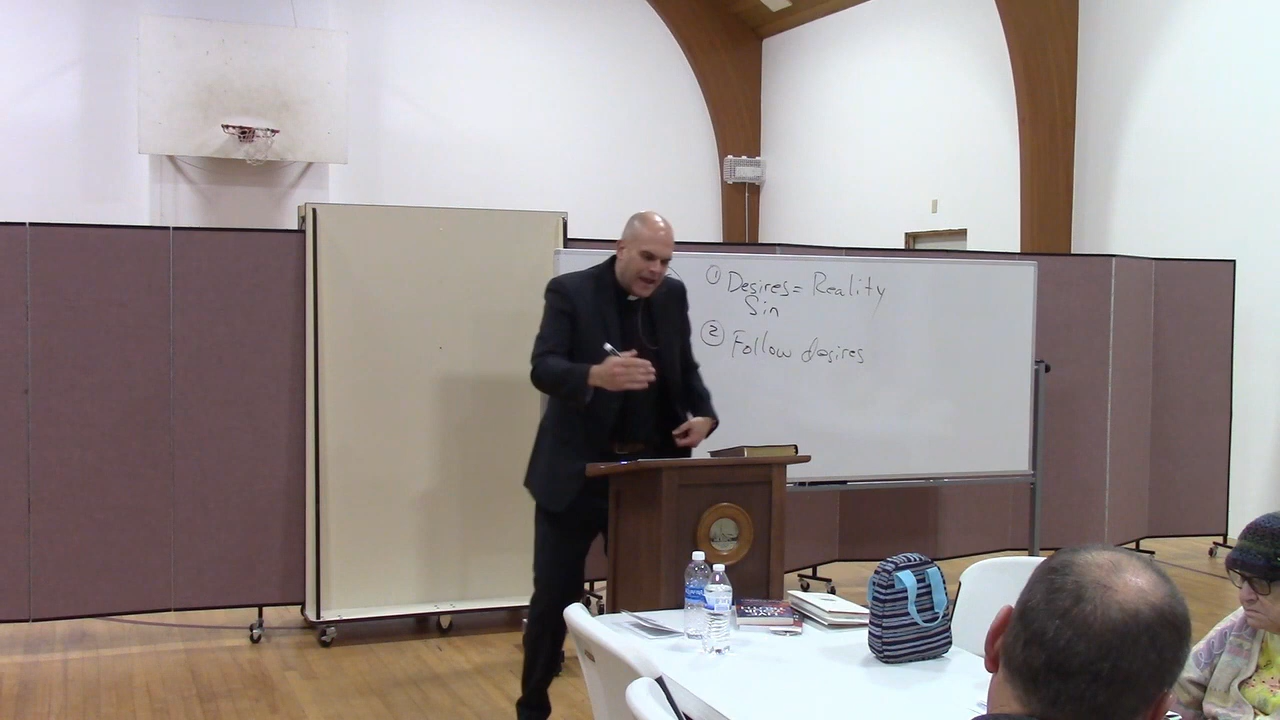 ① Desires = Reality
Sin
② Follow desires